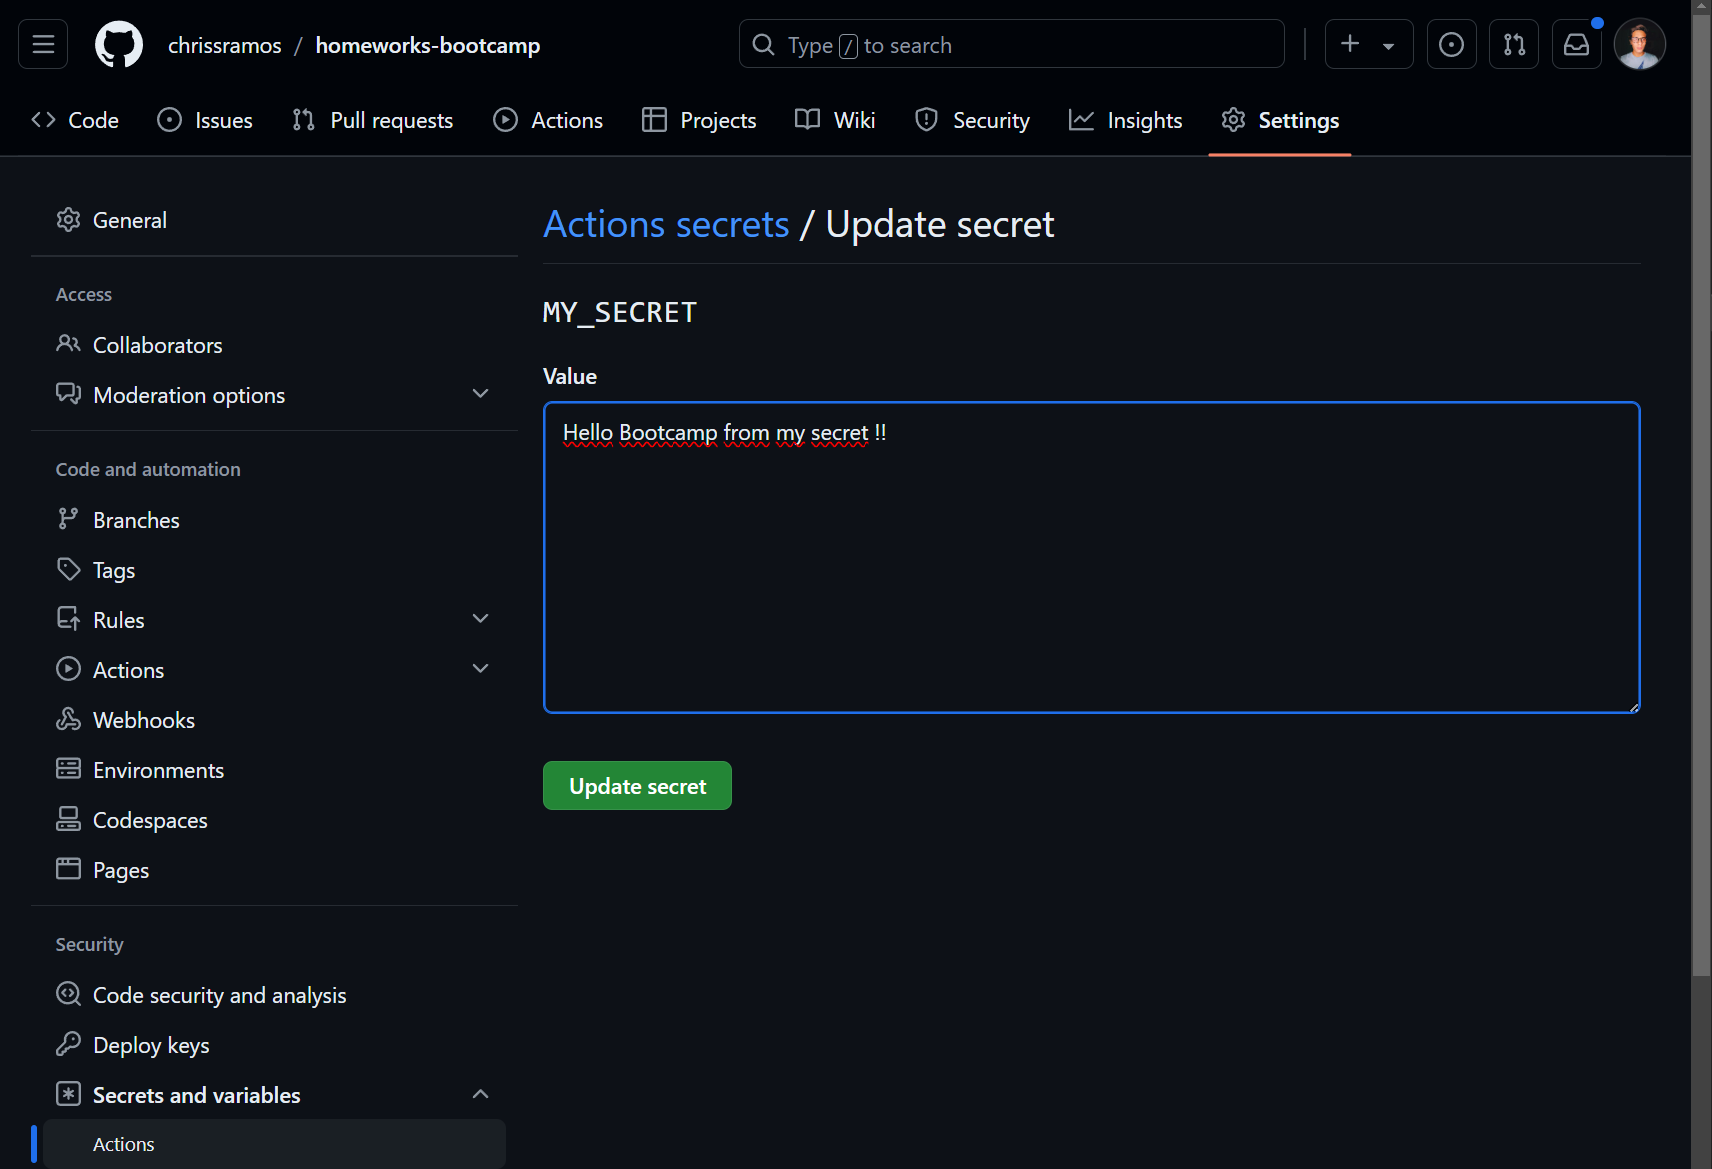 chrissramos / homeworks-bootcamp
Type / to search
Code Issues Pull requests Actions Projects Wiki Security Insights Settings
General
Access
Collaborators
Moderation options
Code and automation
Branches
Tags
Rules
Actions
Webhooks
Environments
Codespaces
Pages
Security
Code security and analysis
Deploy keys
Secrets and variables
Actions
Actions secrets / Update secret
MY_SECRET
Value
Hello Bootcamp from my secret !!
Update secret